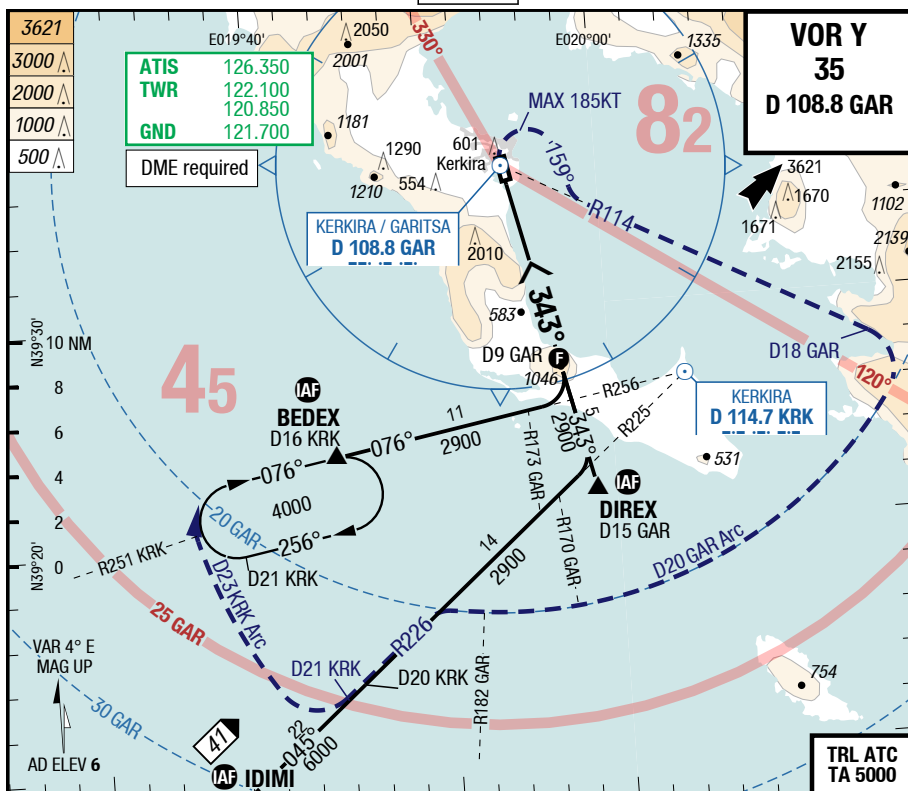 3621
3000
2000
1000
500
E019°40'
E020°00'
ATIS 126.350
TWR 122.100
120.850
GND 121.700
DME required
2050
2001
1181
1290
1210
554
601
Kerkira
330°
MAX 185KT
159°
R114
82
1335
VOR Y
35
D 108.8 GAR
3621
1670
1671
1102
2139
2155
KERKIRA / GARITSA
D 108.8 GAR
2010
583
343°
D9 GAR
F
1046
D18 GAR
120°
N39°30'
10 NM
8
6
4
2
0
N39°20'
45
IAF
BEDEX
D16 KRK
076°
11
2900
R256
R225
KERKIRA
D 114.7 KRK
5
343°
2900
531
076°
4000
256°
R173 GAR
R170 GAR
IAF
DIREX
D15 GAR
20 GAR
D21 KRK
R251 KRK
14
2900
D20 GAR Arc
D23 KRK Arc
25 GAR
R226
VAR 4° E
MAG UP
D21 KRK
D20 KRK
R182 GAR
754
30 GAR
41
22
045°
6000
AD ELEV 6
IAF IDIMI
TRL ATC
TA 5000